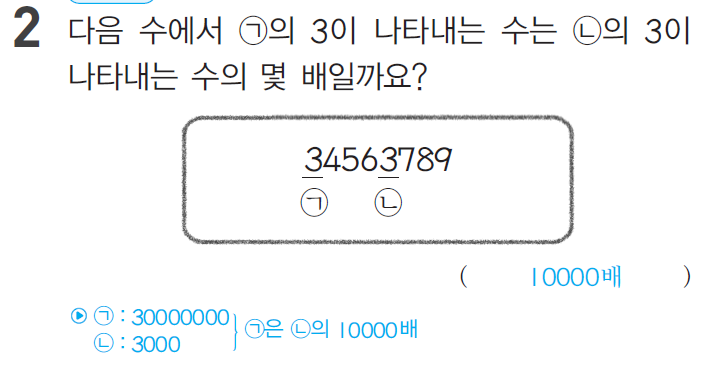 2 다음 수에서 ㉠의 3이 나타내는 수는 ㉡의 3이
나타내는 수의 몇 배일까요?
34563789
㉠ ㉡
( 10000배 )
▶ ㉠ : 30000000
㉡ : 3000
㉠은 ㉡의 10000배